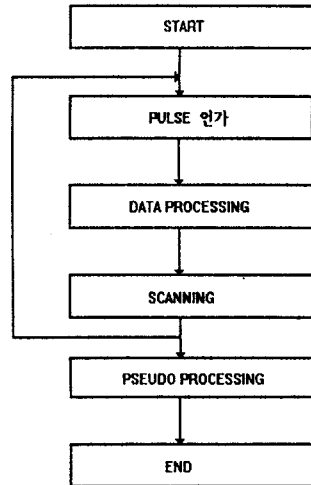 START
PULSE 인가
DATA PROCESSING
SCANNING
PSEUDO PROCESSING
END